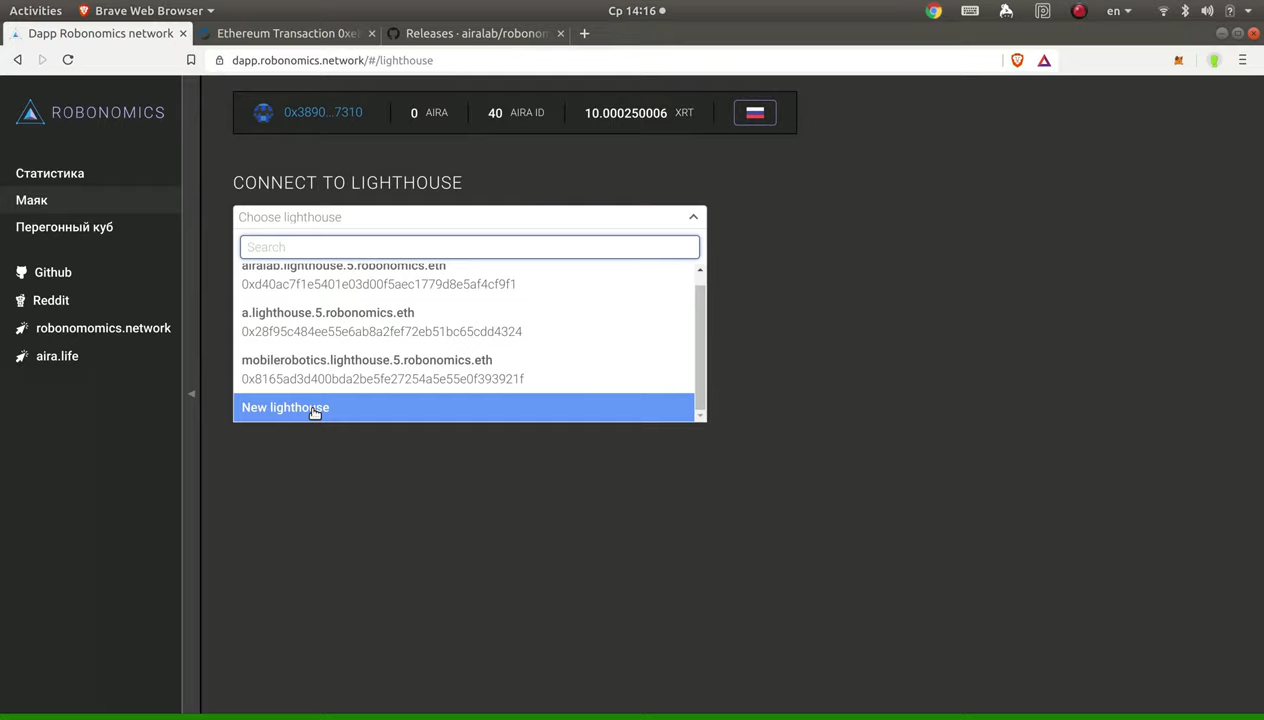 Activities Brave Web Browser Ср 14:16 en
Dapp Robonomics network Ethereum Transaction 0xe Releases · airalab/robonom
dapp.robonomics.network/#/lighthouse
ROBONOMICS
0x3890...7310 0 AIRA 40 AIRA ID 10.000250006 XRT
Статистика
Маяк
Перегонный куб
Github
Reddit
robonomomics.network
aira.life
CONNECT TO LIGHTHOUSE
Choose lighthouse
Search
airalab.lighthouse.5.robonomics.eth
0xd40ac7f1e5401e03d00f5aec1779d8e5af4cf9f1
a.lighthouse.5.robonomics.eth
0x28f95c484ee55e6ab8a2fef72eb51bc65cdd4324
mobilerobotics.lighthouse.5.robonomics.eth
0x8165ad3d400bda2be5fe27254a5e55e0f393921f
New lighthouse